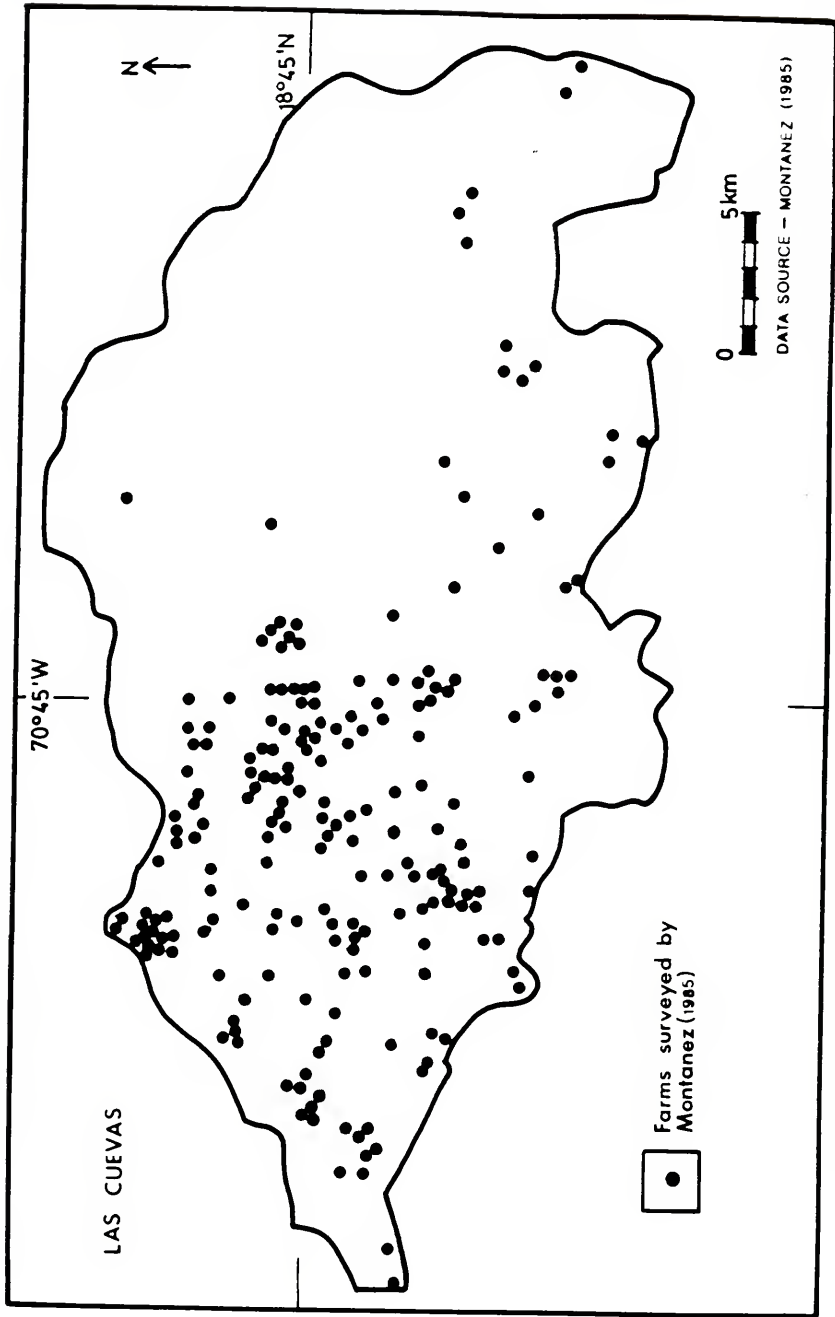 LAS CUEVAS
70°45'W
N
18°45'N
Farms surveyed by
Montanez (1985)
0 5km
DATA SOURCE – MONTANEZ (1985)